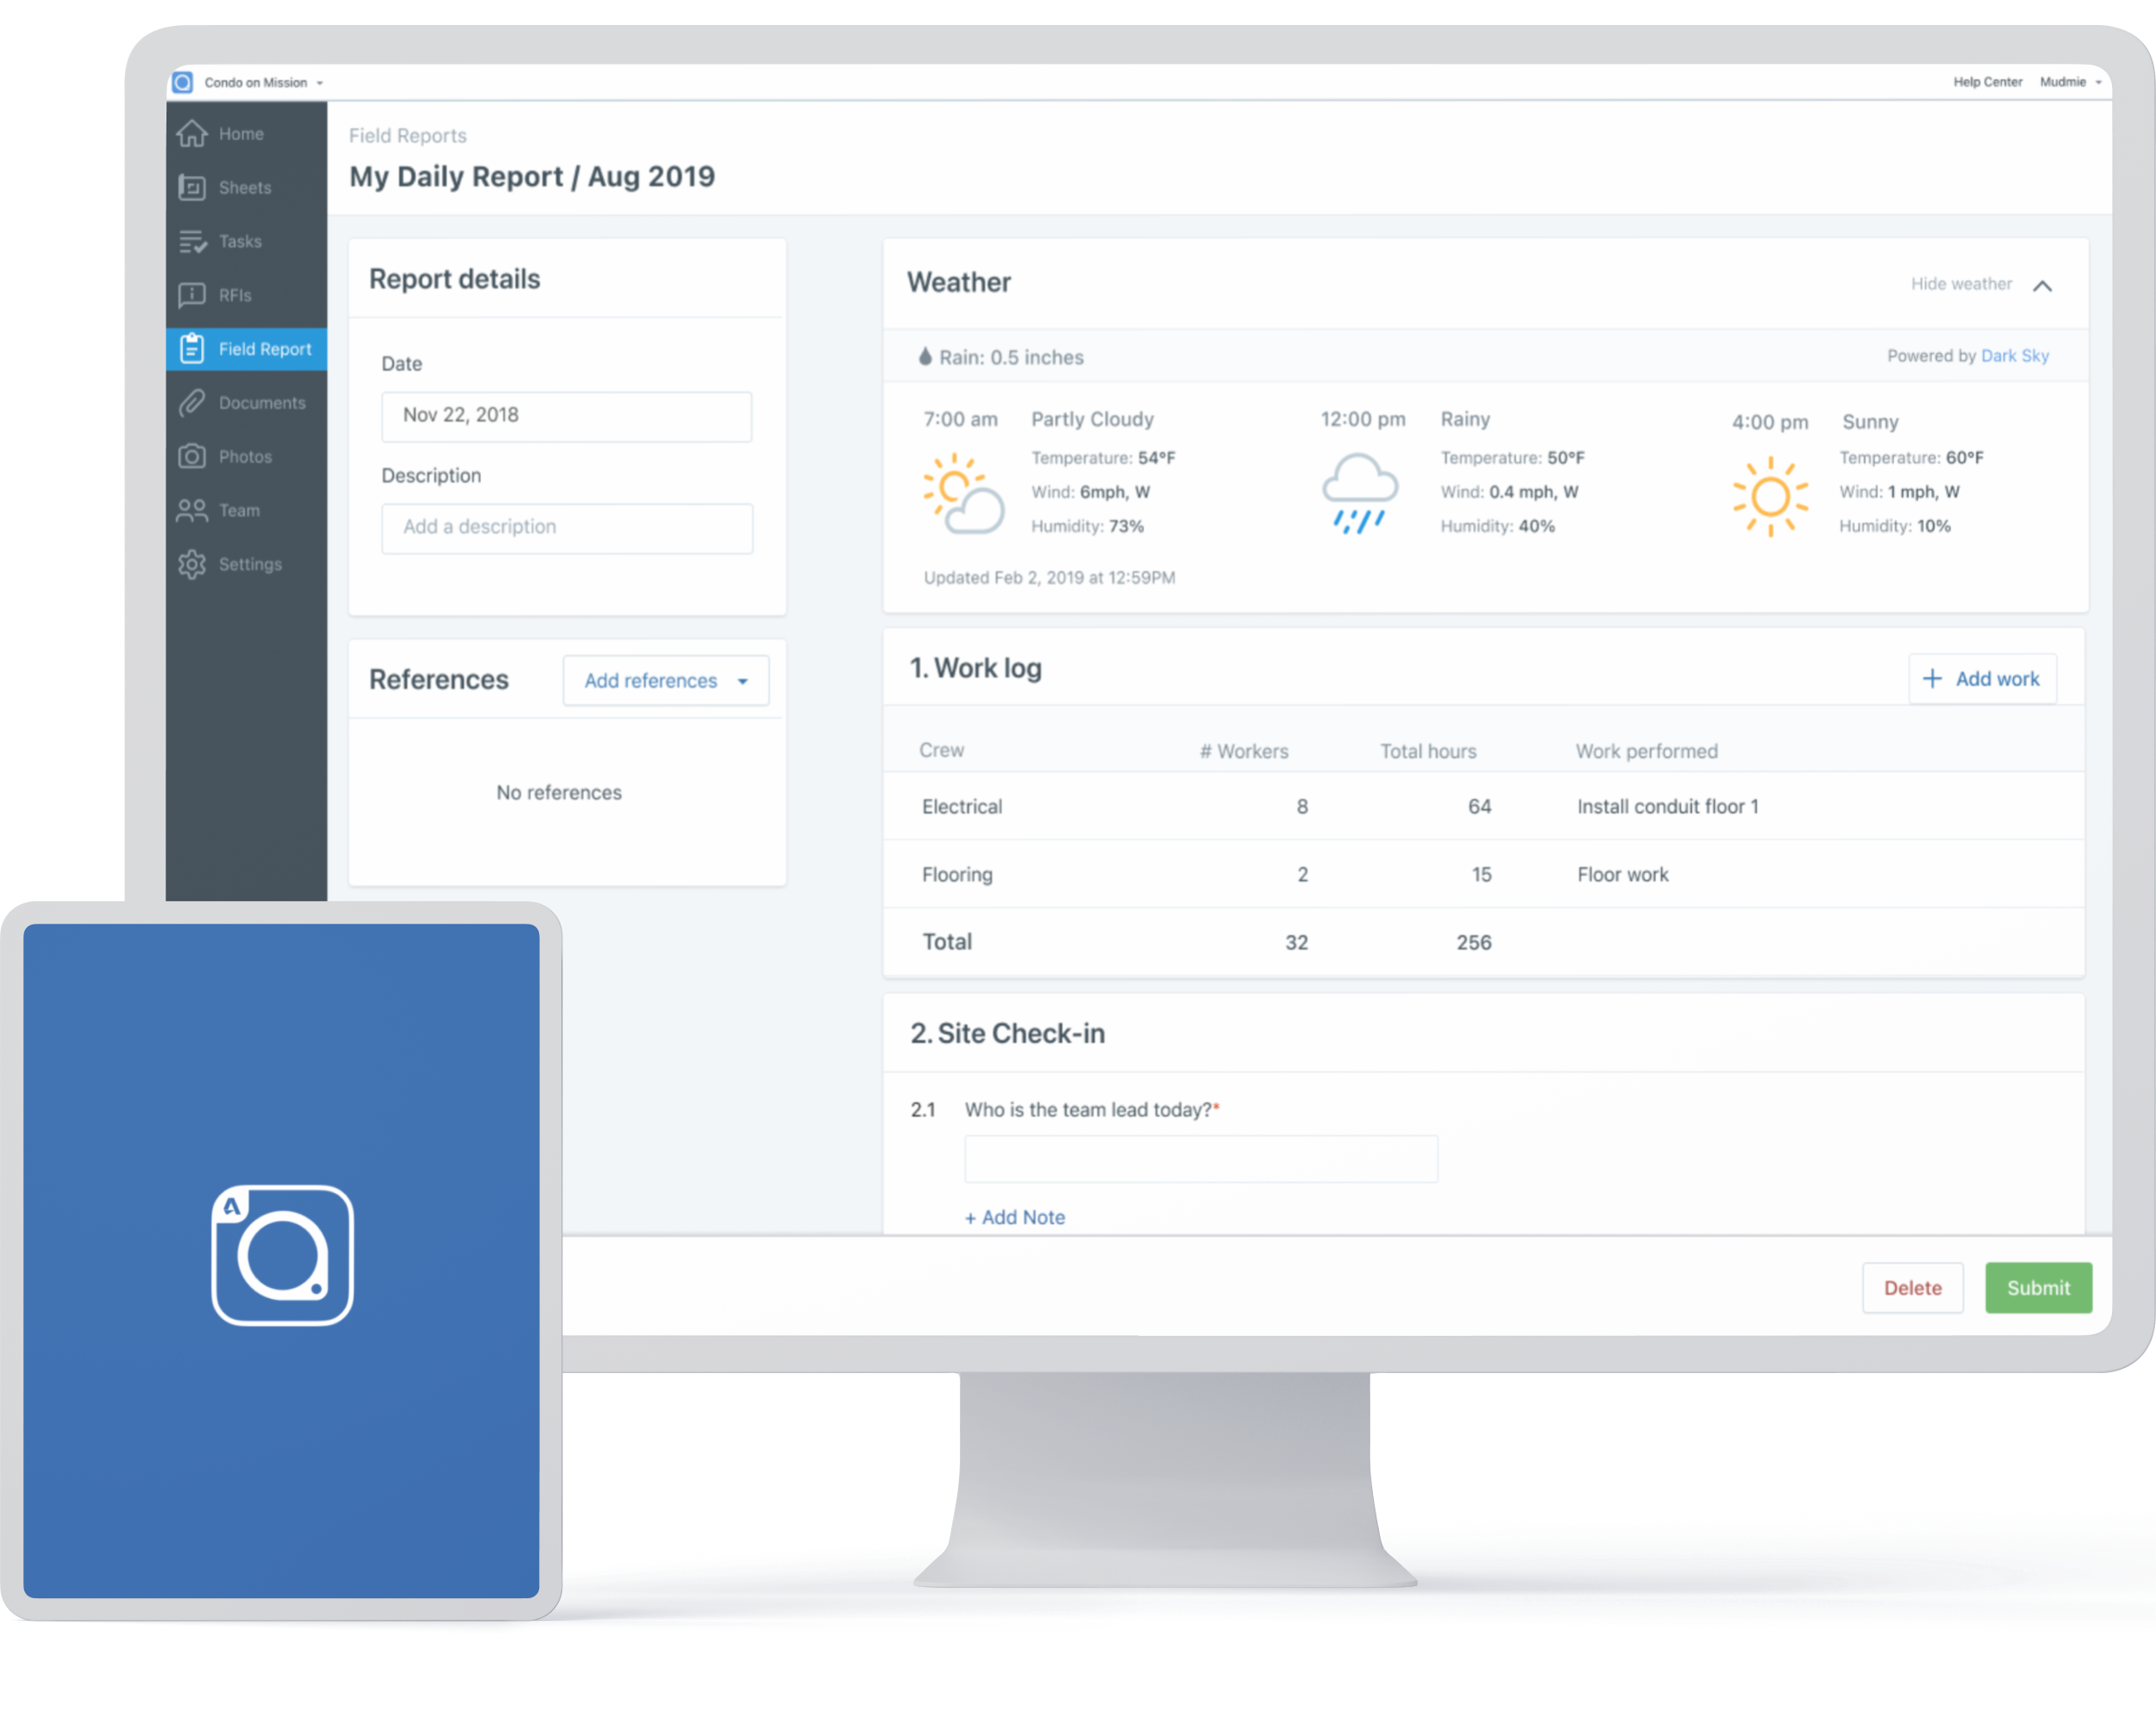 Condo on Mission
Help Center Mudmie
Home
Sheets
Tasks
RFIs
Field Report
Documents
Photos
Team
Settings
Field Reports
My Daily Report / Aug 2019
Report details
Date
Nov 22, 2018
Description
Add a description
References Add references
No references
Weather Hide weather
Rain: 0.5 inches Powered by Dark Sky
7:00 am Partly Cloudy
Temperature: 54°F
Wind: 6mph, W
Humidity: 73%
12:00 pm Rainy
Temperature: 50°F
Wind: 0.4 mph, W
Humidity: 40%
4:00 pm Sunny
Temperature: 60°F
Wind: 1 mph, W
Humidity: 10%
Updated Feb 2, 2019 at 12:59PM
1. Work log + Add work
Crew # Workers Total hours Work performed
Electrical 8 64 Install conduit floor 1
Flooring 2 15 Floor work
Total 32 256
2. Site Check-in
2.1 Who is the team lead today?*
+ Add Note
Delete Submit